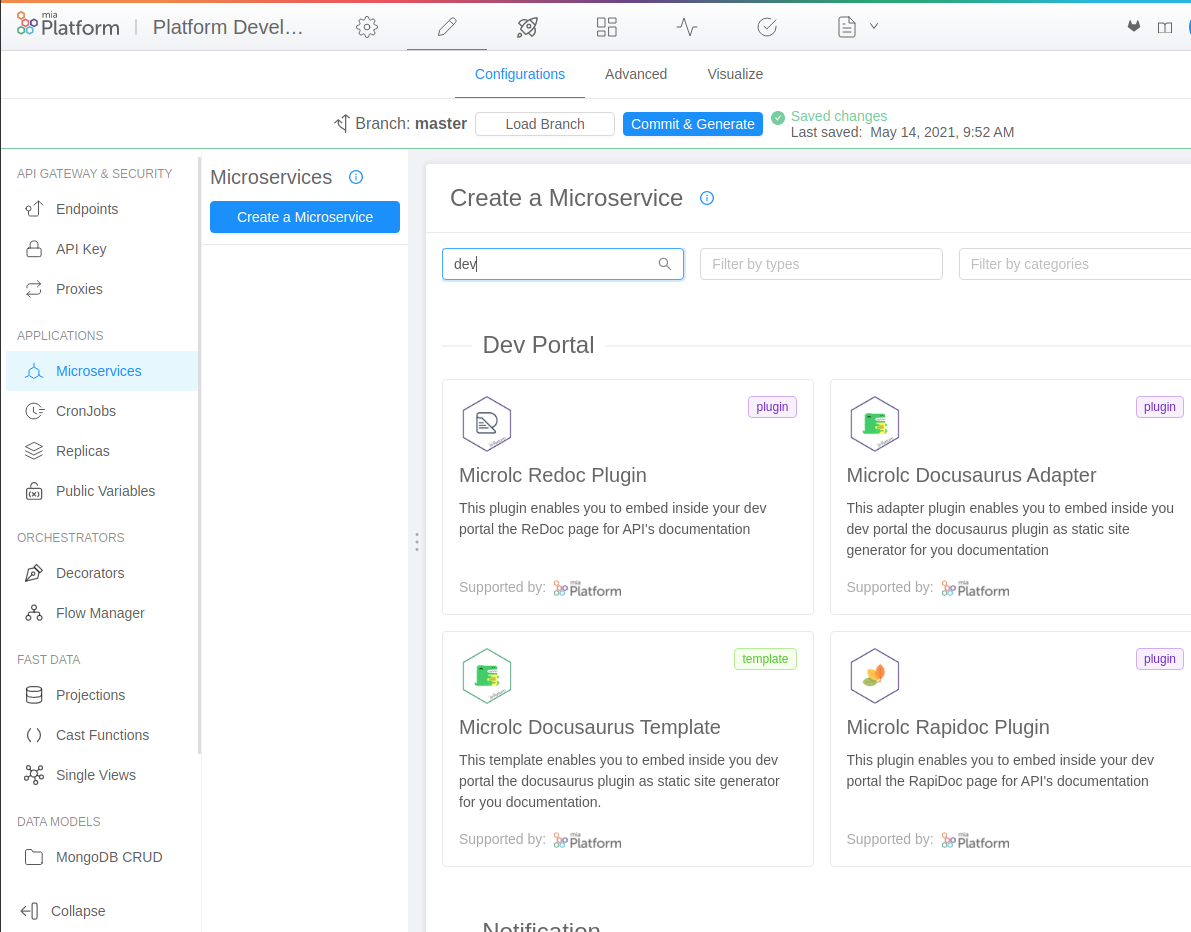 mia
Platform
Platform Devel…
Configurations
Advanced
Visualize
Branch: master
Load Branch
Commit & Generate
Saved changes
Last saved: May 14, 2021, 9:52 AM
API GATEWAY & SECURITY
Endpoints
API Key
Proxies
APPLICATIONS
Microservices
CronJobs
Replicas
Public Variables
ORCHESTRATORS
Decorators
Flow Manager
FAST DATA
Projections
Cast Functions
Single Views
DATA MODELS
MongoDB CRUD
Collapse
Microservices
Create a Microservice
Create a Microservice
dev
Filter by types
Filter by categories
Dev Portal
plugin
Microlc Redoc Plugin
This plugin enables you to embed inside your dev
portal the ReDoc page for API's documentation
Supported by: mia Platform
plugin
Microlc Docusaurus Adapter
This adapter plugin enables you to embed inside you
dev portal the docusaurus plugin as static site
generator for you documentation
Supported by: mia Platform
template
Microlc Docusaurus Template
This template enables you to embed inside you dev
portal the docusaurus plugin as static site generator
for you documentation.
Supported by: mia Platform
plugin
Microlc Rapidoc Plugin
This plugin enables you to embed inside your dev
portal the RapiDoc page for API's documentation
Supported by: mia Platform
Notification